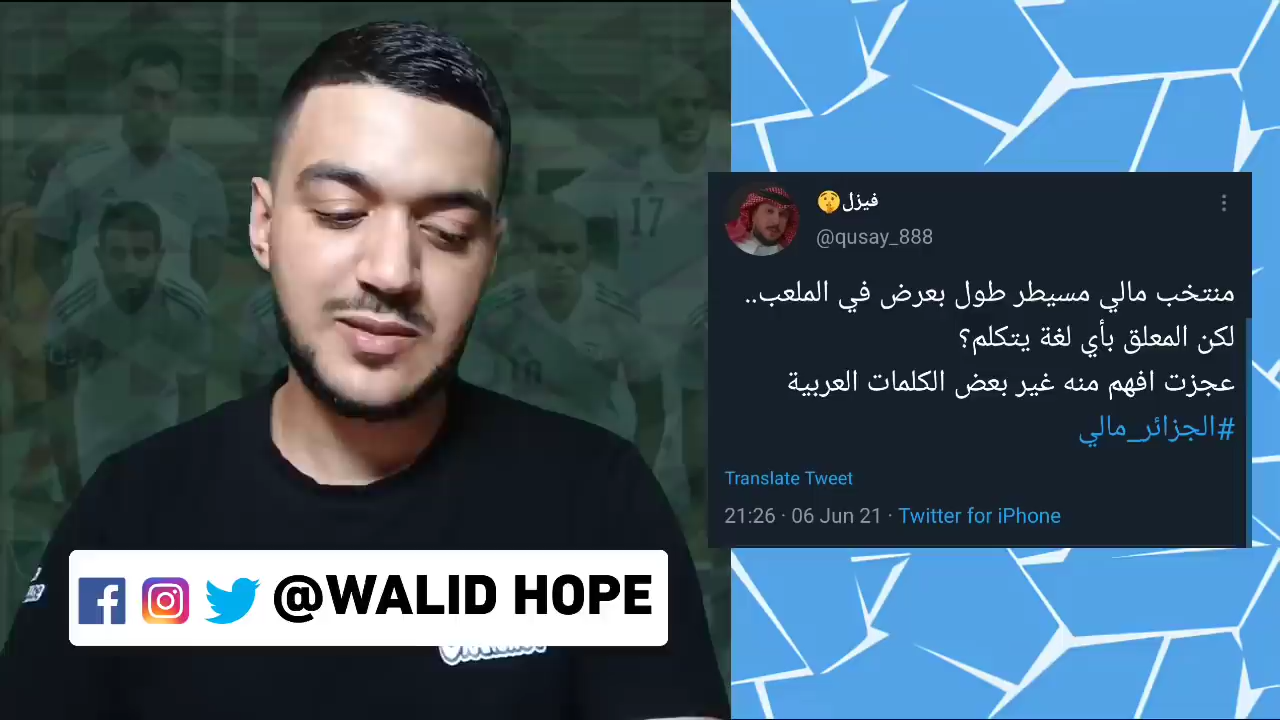 17
فيزل🤫
@qusay_888
منتخب مالي مسيطر طول بعرض في الملعب..
لكن المعلق بأي لغة يتكلم؟
عجزت افهم منه غير بعض الكلمات العربية
#الجزائر_مالي
Translate Tweet
21:26 · 06 Jun 21 · Twitter for iPhone
@WALID HOPE